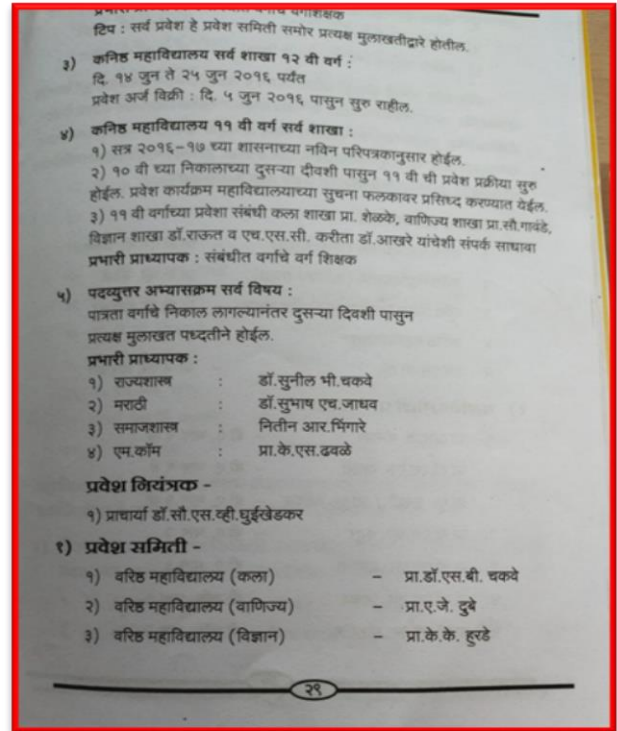 टिप : सर्व प्रवेश हे प्रवेश समिती समोर प्रत्यक्ष मुलाखतीद्वारे होतील.
३) कनिष्ठ महाविद्यालय सर्व शाखा १२ वी वर्ग :
दि. १४ जुन ते २५ जुन २०१६ पर्यंत
प्रवेश अर्ज विक्री : दि. ५ जुन २०१६ पासुन सुरु राहील.
४) कनिष्ठ महाविद्यालय ११ वी वर्ग सर्व शाखा :
१) सत्र २०१६-१७ च्या शासनाच्या नविन परिपत्रकानुसार होईल.
२) १० वी च्या निकालाच्या दुसऱ्या दीवशी पासुन ११ वी ची प्रवेश प्रक्रीया सुरु
होईल. प्रवेश कार्यक्रम महाविद्यालयाच्या सुचना फलकावर प्रसिध्द करण्यात येईल.
३) ११ वी वर्गाच्या प्रवेशा संबंधी कला शाखा प्रा. शेळके, वाणिज्य शाखा प्रा.सौ.गावंडे,
विज्ञान शाखा डॉ.राऊत व एच.एस.सी. करीता डॉ.आखरे यांचेशी संपर्क साधावा
प्रभारी प्राध्यापक : संबंधीत वर्गाचे वर्ग शिक्षक
५) पदव्युत्तर अभ्यासक्रम सर्व विषय :
पात्रता वर्गाचे निकाल लागल्यानंतर दुसऱ्या दिवशी पासुन
प्रत्यक्ष मुलाखत पध्दतीने होईल.
प्रभारी प्राध्यापक :
१) राज्यशास्त्र : डॉ.सुनील भी.चकवे
२) मराठी : डॉ.सुभाष एच.जाधव
३) समाजशास्त्र : नितीन आर.भिंगारे
४) एम.कॉम : प्रा.के.एस.ढवळे
प्रवेश नियंत्रक -
१) प्राचार्या डॉ.सौ.एस.व्ही.घुईखेडकर
१) प्रवेश समिती -
१) वरिष्ठ महाविद्यालय (कला) – प्रा.डॉ.एस.बी. चकवे
२) वरिष्ठ महाविद्यालय (वाणिज्य) – प्रा.ए.जे. दुबे
३) वरिष्ठ महाविद्यालय (विज्ञान) – प्रा.के.के. हुरडे
२९